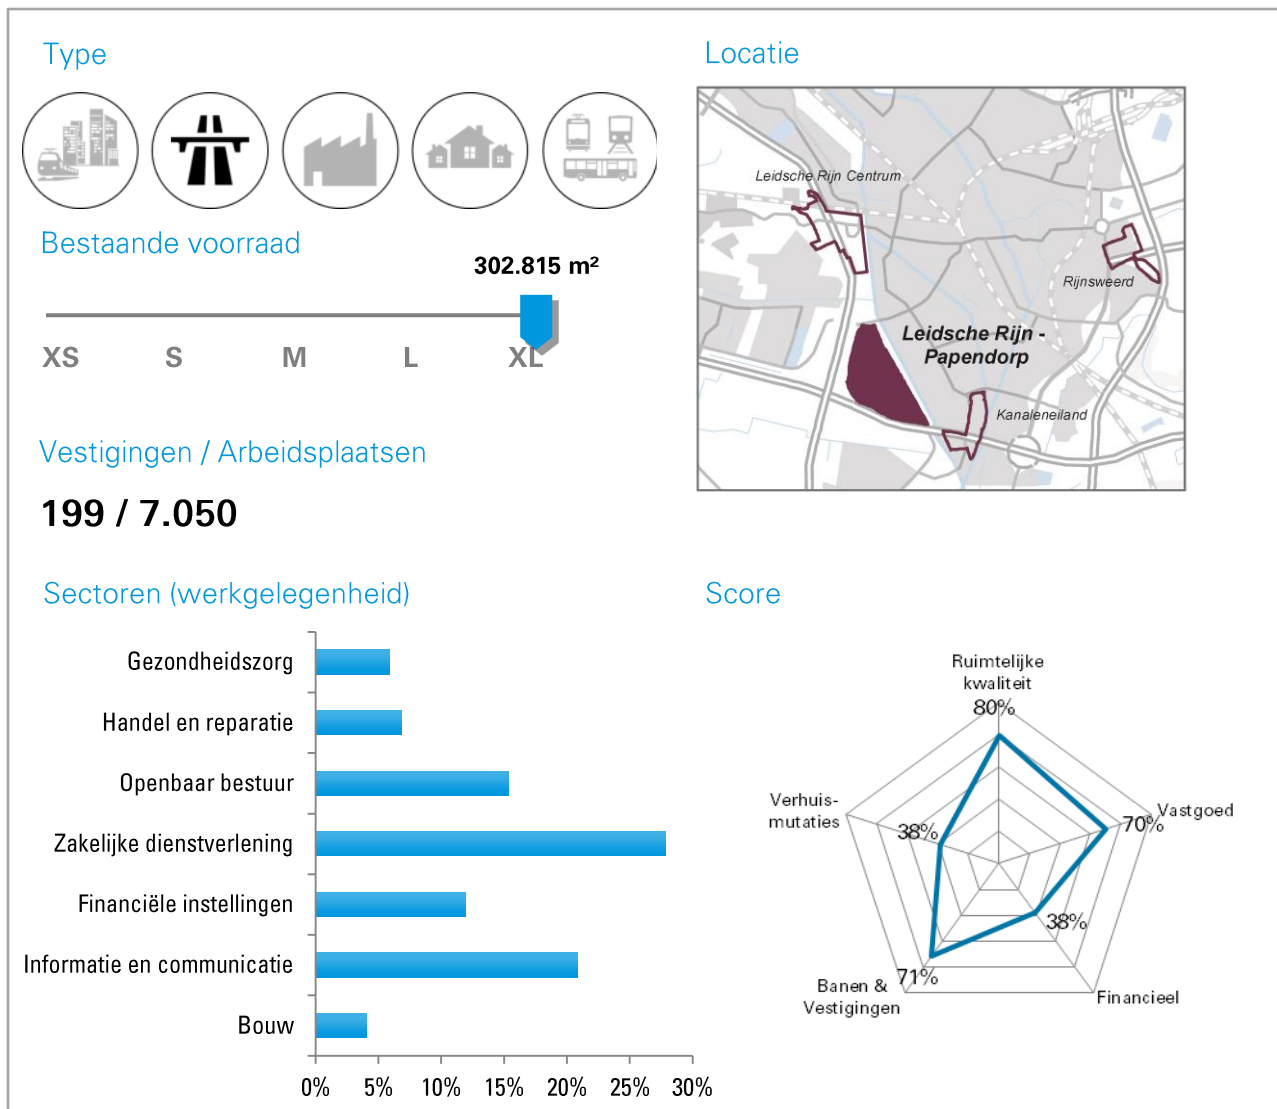 Type
Bestaande voorraad
302.815 m²
XS S M L XL
Vestigingen / Arbeidsplaatsen
199 / 7.050
Locatie
Leidsche Rijn Centrum
Rijnsweerd
Leidsche Rijn -
Papendorp
Kanaleneiland
Sectoren (werkgelegenheid)
Gezondheidszorg
Handel en reparatie
Openbaar bestuur
Zakelijke dienstverlening
Financiële instellingen
Informatie en communicatie
Bouw
0% 5% 10% 15% 20% 25% 30%
Score
Ruimtelijke
kwaliteit
80%
Vastgoed
70%
Financieel
38%
Banen &
Vestigingen
71%
Verhuis-
mutaties
38%